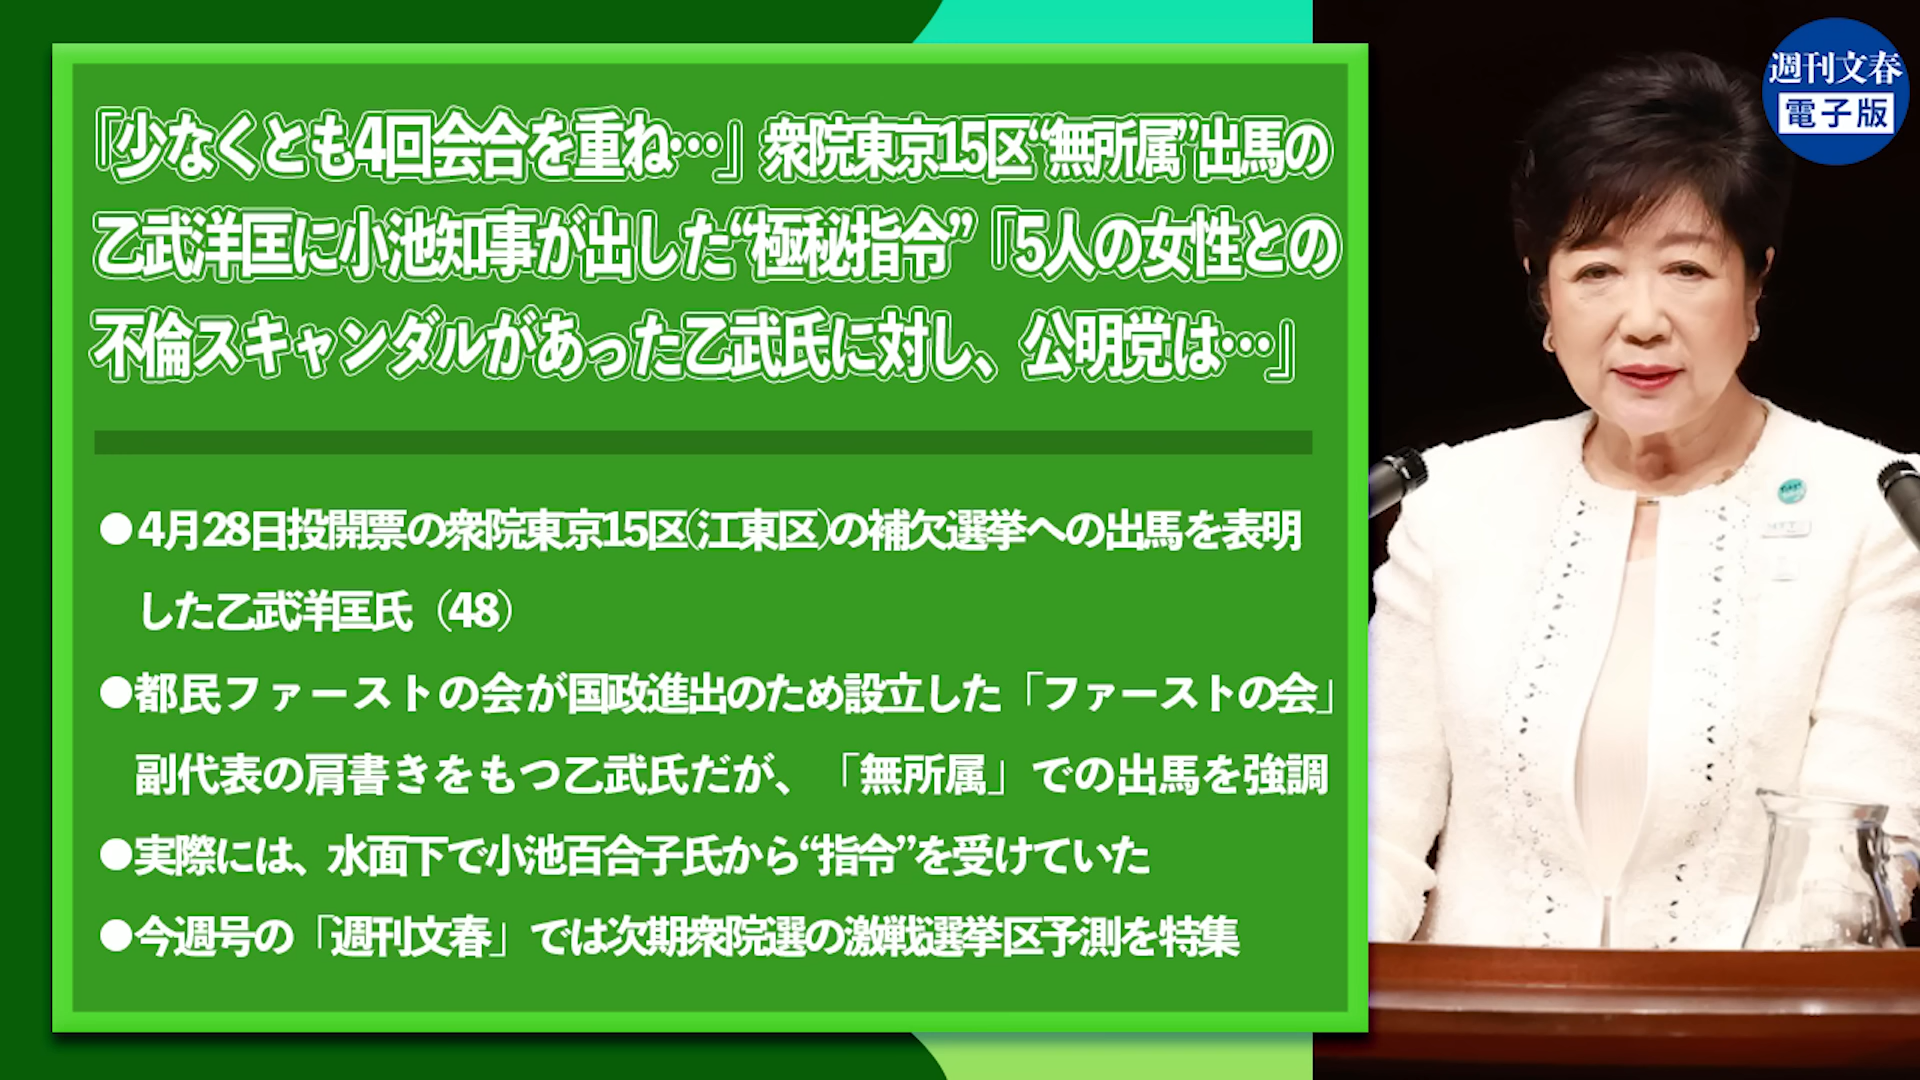 『少なくとも4回会合を重ね…』衆院東京15区“無所属”出馬の
乙武洋匡に小池知事が出した“極秘指令”『5人の女性との
不倫スキャンダルがあった乙武氏に対し、公明党は…』
●4月28日投開票の衆院東京15区(江東区)の補欠選挙への出馬を表明
した乙武洋匡氏（48）
●都民ファーストの会が国政進出のため設立した「ファーストの会」
副代表の肩書きをもつ乙武氏だが、「無所属」での出馬を強調
●実際には、水面下で小池百合子氏から“指令”を受けていた
●今週号の「週刊文春」では次期衆院選の激戦選挙区予測を特集
週刊文春
電子版